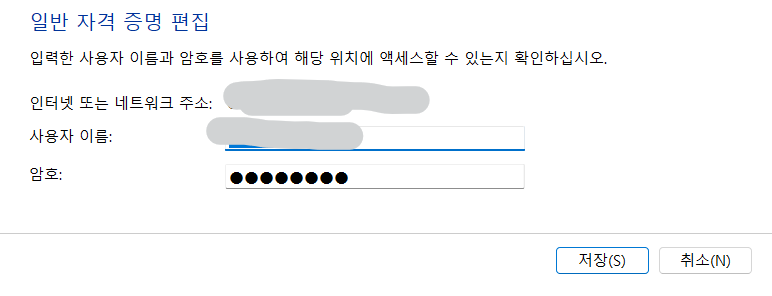 일반 자격 증명 편집
입력한 사용자 이름과 암호를 사용하여 해당 위치에 액세스할 수 있는지 확인하십시오.
인터넷 또는 네트워크 주소:
사용자 이름:
암호: ●●●●●●●●
저장(S) 취소(N)